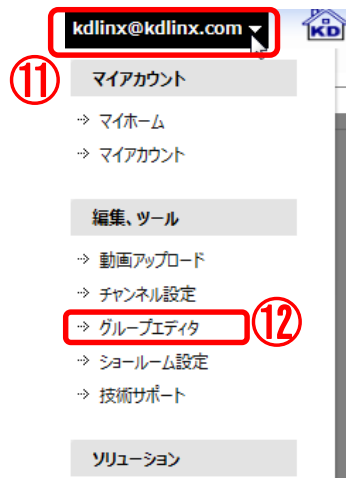 kdlinx@kdlinx.com
KD
⑪
マイアカウント
マイホーム
マイアカウント
編集、ツール
動画アップロード
チャンネル設定
グループエディタ
⑫
ショールーム設定
技術サポート
ソリューション